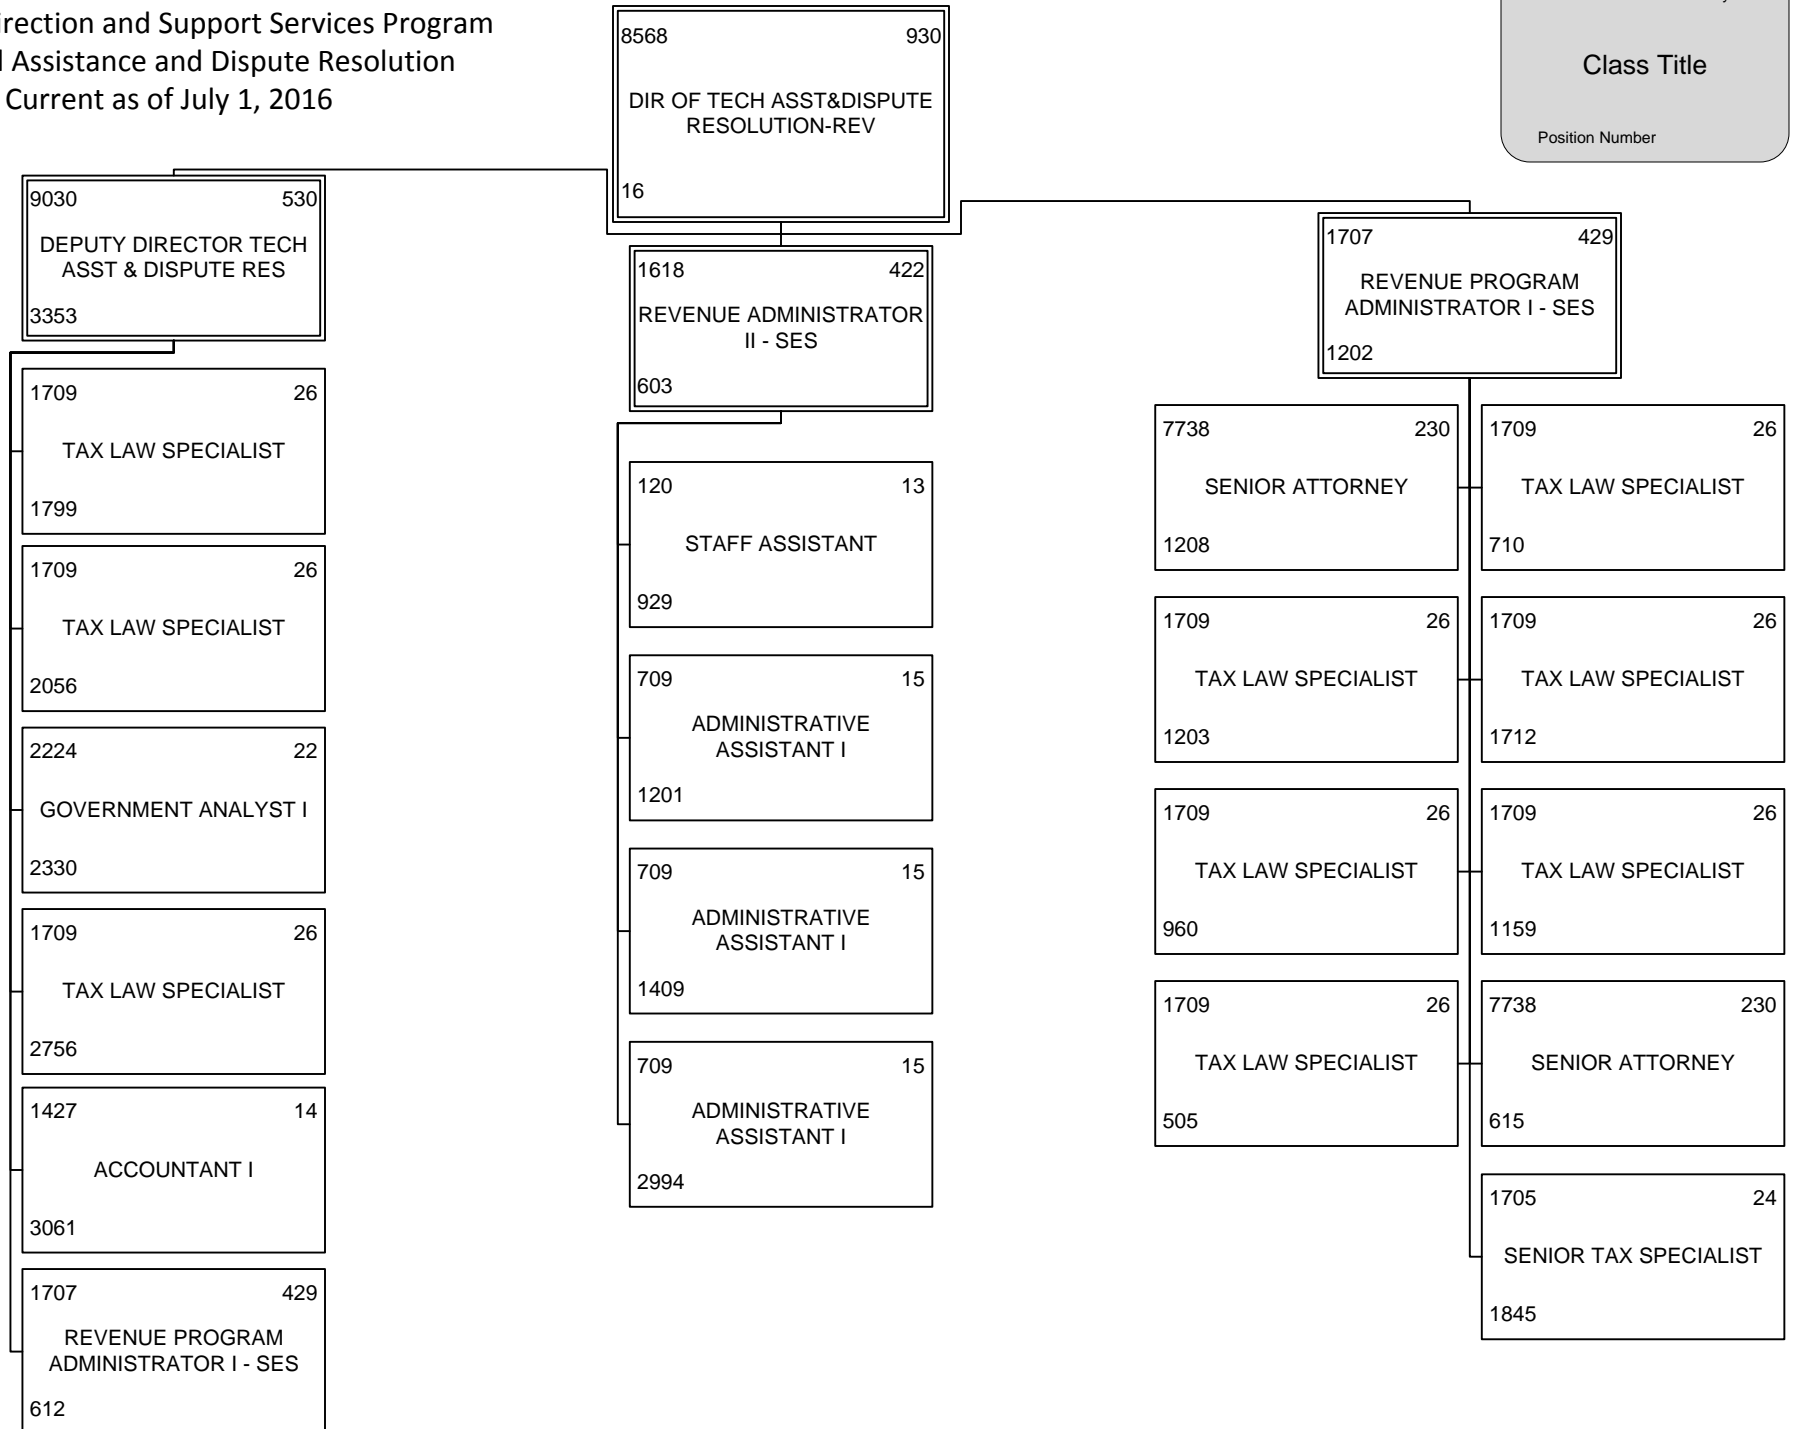 and Support Services Program
Assistance and Dispute Resolution
Current as of July 1, 2016
Class Title
Position Number
8568 930
DIR OF TECH ASST&DISPUTE
RESOLUTION-REV
16
9030 530
DEPUTY DIRECTOR TECH
ASST & DISPUTE RES
3353
1709 26
TAX LAW SPECIALIST
1799
1709 26
TAX LAW SPECIALIST
2056
2224 22
GOVERNMENT ANALYST I
2330
1709 26
TAX LAW SPECIALIST
2756
1427 14
ACCOUNTANT I
3061
1707 429
REVENUE PROGRAM
ADMINISTRATOR I - SES
612
1618 422
REVENUE ADMINISTRATOR
II - SES
603
120 13
STAFF ASSISTANT
929
709 15
ADMINISTRATIVE
ASSISTANT I
1201
709 15
ADMINISTRATIVE
ASSISTANT I
1409
709 15
ADMINISTRATIVE
ASSISTANT I
2994
1707 429
REVENUE PROGRAM
ADMINISTRATOR I - SES
1202
7738 230
SENIOR ATTORNEY
1208
1709 26
TAX LAW SPECIALIST
710
1709 26
TAX LAW SPECIALIST
1203
1709 26
TAX LAW SPECIALIST
1712
1709 26
TAX LAW SPECIALIST
960
1709 26
TAX LAW SPECIALIST
1159
1709 26
TAX LAW SPECIALIST
505
7738 230
SENIOR ATTORNEY
615
1705 24
SENIOR TAX SPECIALIST
1845